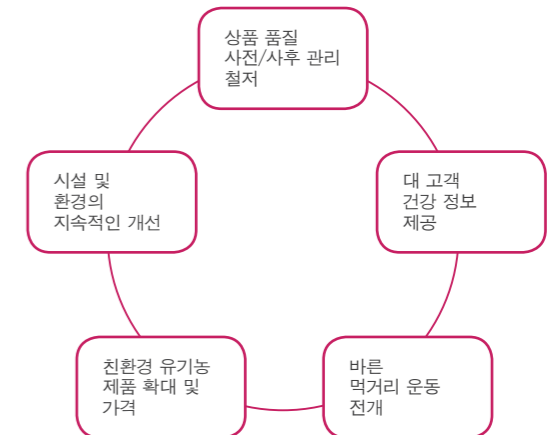 상품 품질
사전/사후 관리
철저
대 고객
건강 정보
제공
바른
먹거리 운동
전개
친환경 유기농
제품 확대 및
가격
시설 및
환경의
지속적인 개선